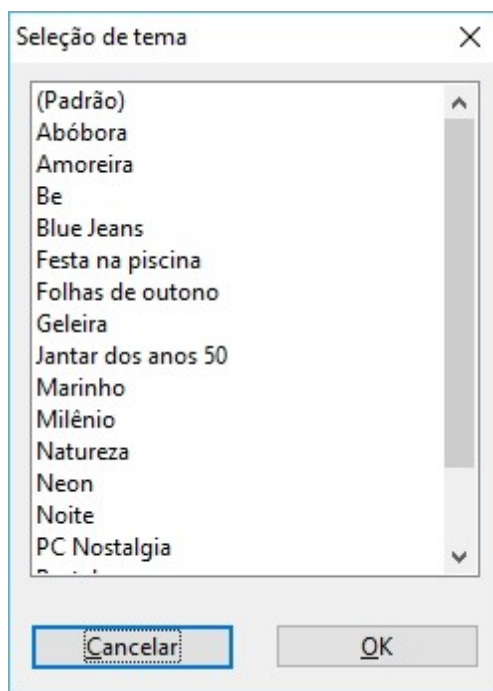 Seleção de tema
(Padrão)
Abóbora
Amoreira
Be
Blue Jeans
Festa na piscina
Folhas de outono
Geleira
Jantar dos anos 50
Marinho
Milênio
Natureza
Neon
Noite
PC Nostalgia
Cancelar
OK